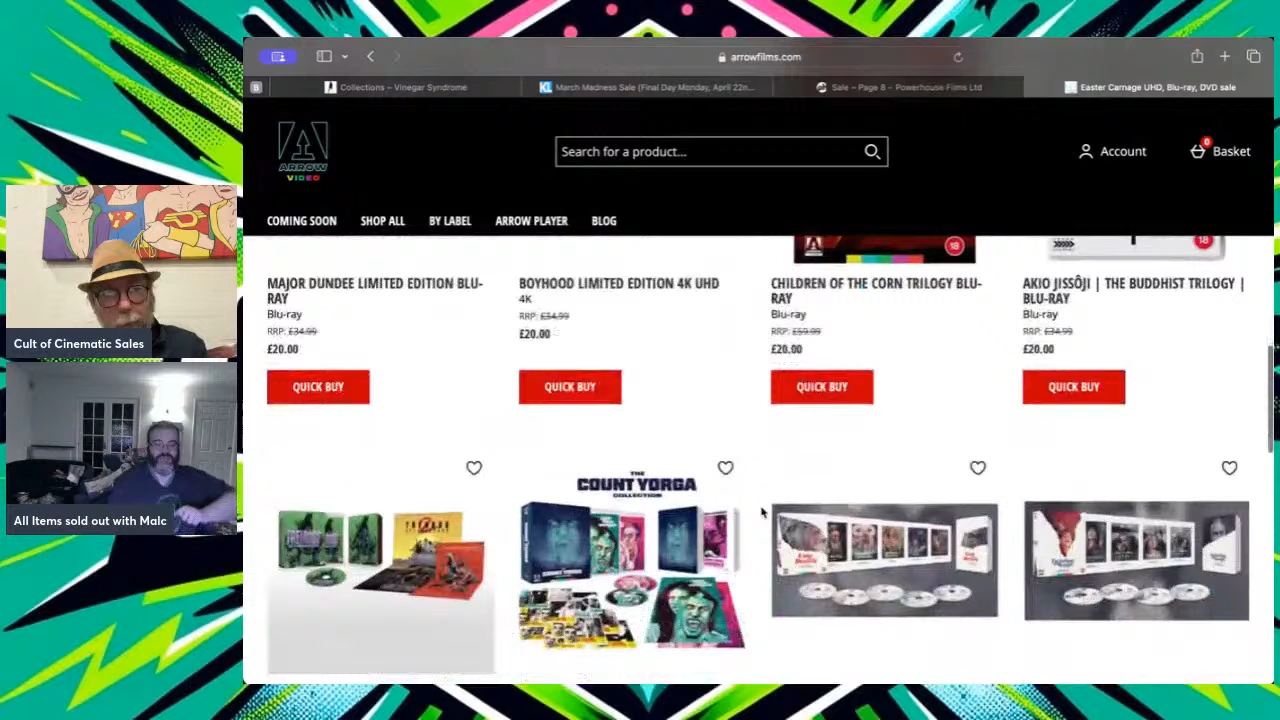 arrowfilms.com
B
Collections – Vinegar Syndrome
KL March Madness Sale (Final Day Monday, April 22n...
Sale – Page 8 – Powerhouse Films Ltd
Easter Carnage UHD, Blu-ray, DVD sale
ARROW
VIDEO
Search for a product...
Account
0
Basket
COMING SOON
SHOP ALL
BY LABEL
ARROW PLAYER
BLOG
18
18
MAJOR DUNDEE LIMITED EDITION BLU-
RAY
Blu-ray
RRP: £34.99
£20.00
QUICK BUY
BOYHOOD LIMITED EDITION 4K UHD
4K
RRP: £34.99
£20.00
QUICK BUY
CHILDREN OF THE CORN TRILOGY BLU-
RAY
Blu-ray
RRP: £59.99
£20.00
QUICK BUY
AKIO JISSÔJI | THE BUDDHIST TRILOGY |
BLU-RAY
Blu-ray
RRP: £34.99
£20.00
QUICK BUY
THE
COUNT YORGA
COLLECTION
Cult of Cinematic Sales
All Items sold out with Malc